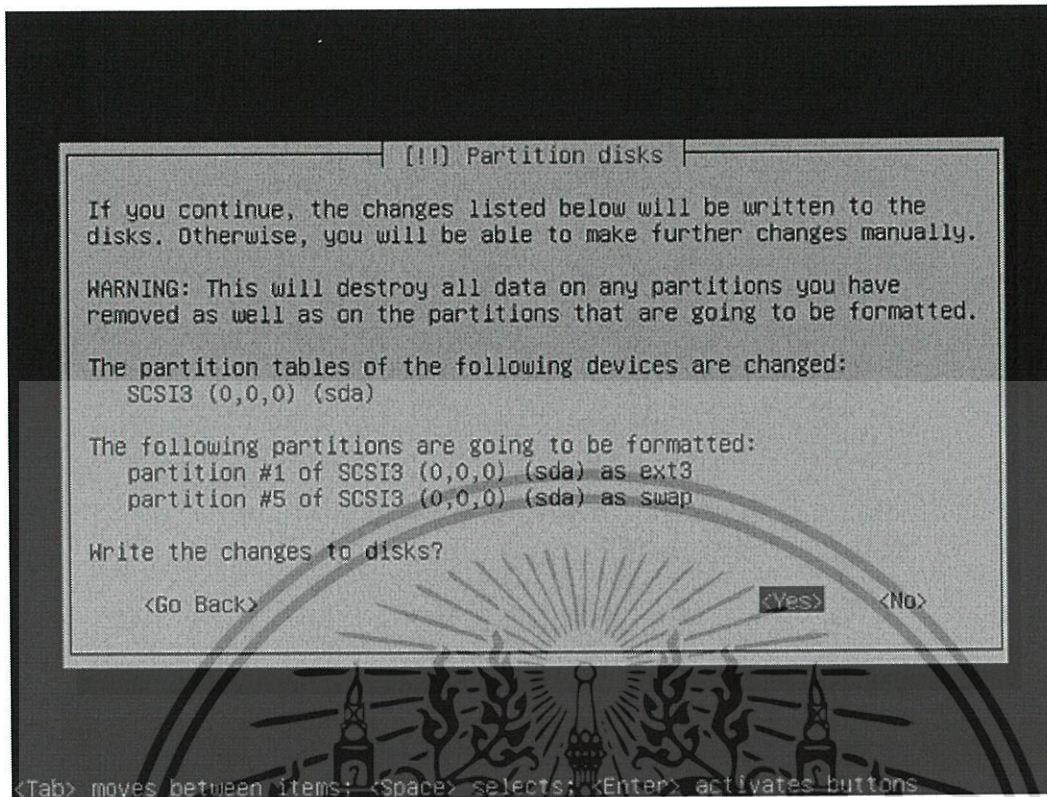 [!!] Partition disks
If you continue, the changes listed below will be written to the
disks. Otherwise, you will be able to make further changes manually.
WARNING: This will destroy all data on any partitions you have
removed as well as on the partitions that are going to be formatted.
The partition tables of the following devices are changed:
SCSI3 (0,0,0) (sda)
The following partitions are going to be formatted:
partition #1 of SCSI3 (0,0,0) (sda) as ext3
partition #5 of SCSI3 (0,0,0) (sda) as swap
Write the changes to disks?
<Go Back> <Yes> <No>
<Tab> moves between items; <Space> selects; <Enter> activates buttons